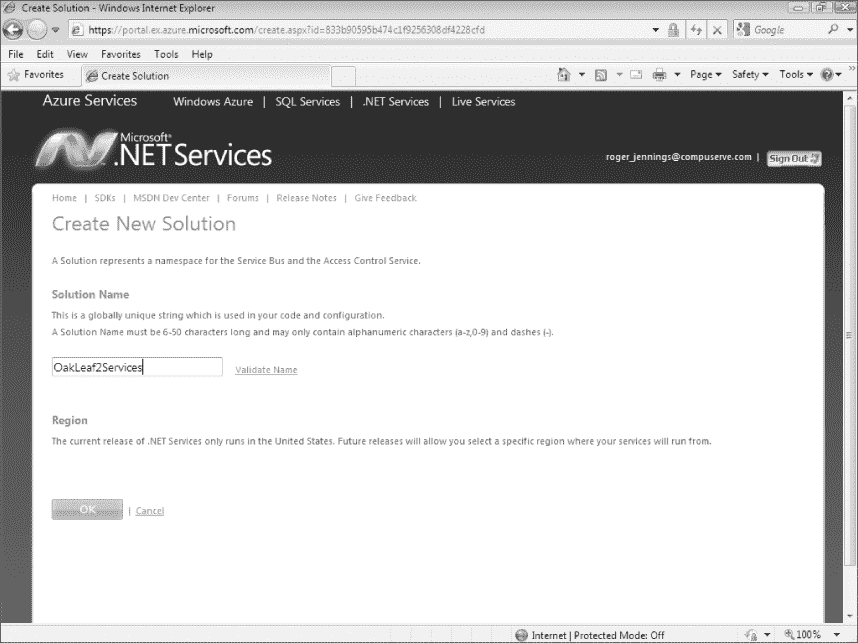 Create Solution - Windows Internet Explorer
https://portal.ex.azure.microsoft.com/create.aspx?id=833b90595b474c1f9256308df4228cfd
Google
File Edit View Favorites Tools Help
Favorites Create Solution Page Safety Tools
Azure Services Windows Azure | SQL Services | .NET Services | Live Services
Microsoft®
.NET Services
roger_jennings@compuserve.com | Sign Out
Home | SDKs | MSDN Dev Center | Forums | Release Notes | Give Feedback
Create New Solution
A Solution represents a namespace for the Service Bus and the Access Control Service.
Solution Name
This is a globally unique string which is used in your code and configuration.
A Solution Name must be 6-50 characters long and may only contain alphanumeric characters (a-z,0-9) and dashes (-).
OakLeaf2Services Validate Name
Region
The current release of .NET Services only runs in the United States. Future releases will allow you select a specific region where your services will run from.
OK | Cancel
Internet | Protected Mode: Off 100%